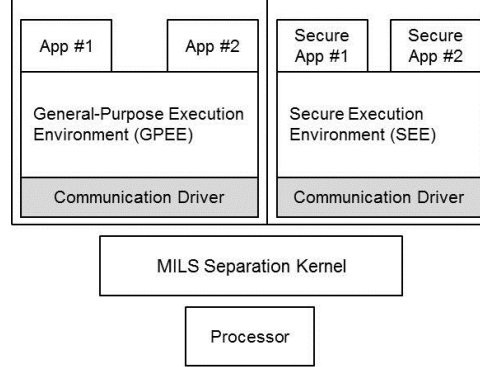 App #1
App #2
Secure
App #1
Secure
App #2
General-Purpose Execution
Environment (GPEE)
Secure Execution
Environment (SEE)
Communication Driver
Communication Driver
MILS Separation Kernel
Processor